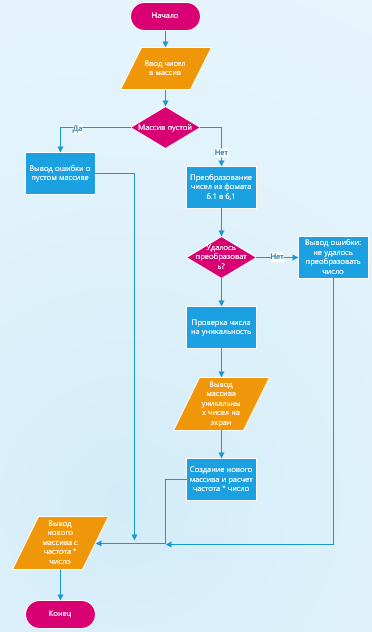 Начало
Ввод чисел
в массив
Массив пустой
Да
Нет
Вывод ошибки о
пустом массиве
Преобразование
чисел из фомата
6.1 в 6,1
Удалось
преобразоват
ь?
Нет
Вывод ошибки:
не удалось
преобразовать
число
Проверка числа
на уникальность
Вывод
массива
уникальны
х чисел на
экран
Создание нового
массива и расчет
частота * число
Вывод
нового
массива с
частота *
число
Конец